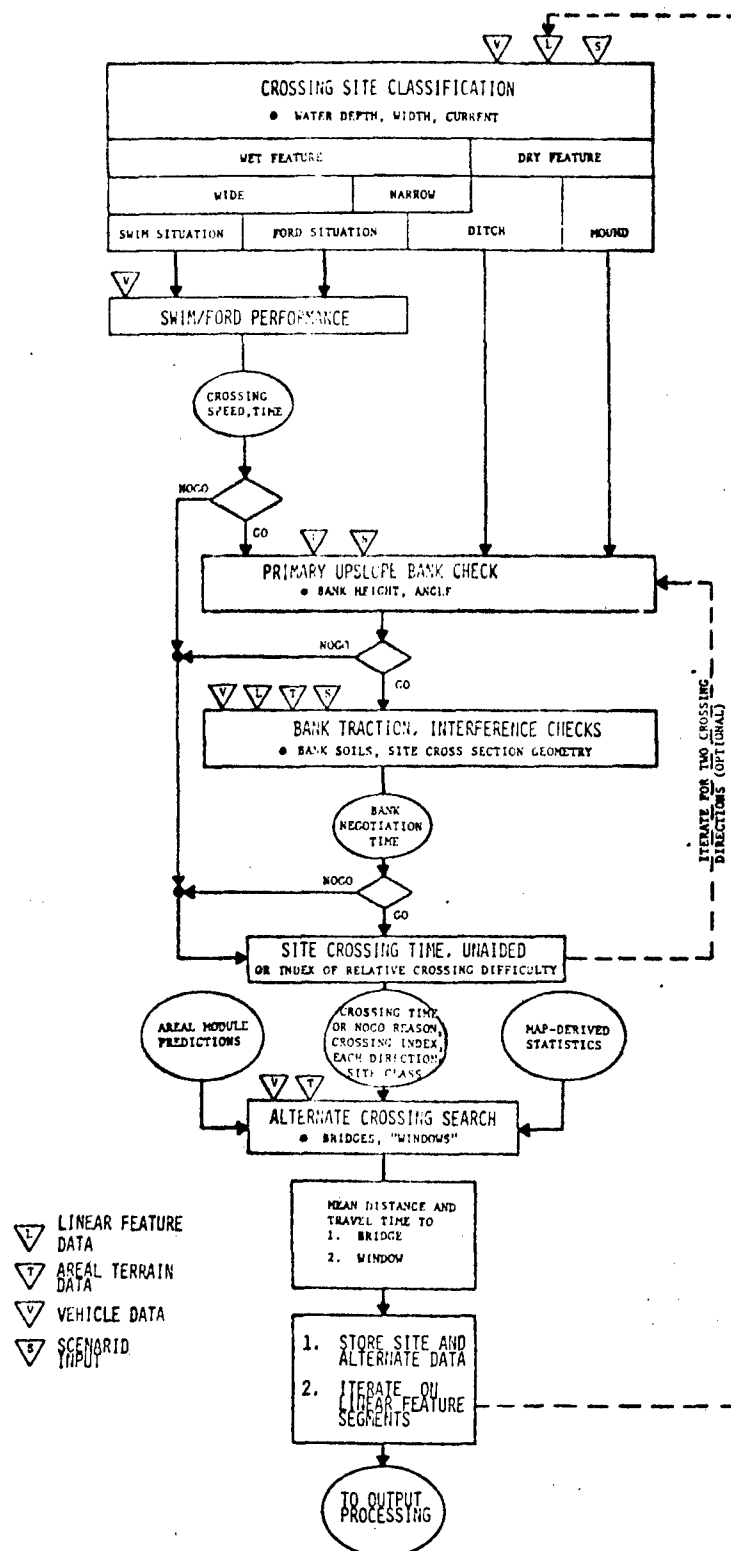 V L S
CROSSING SITE CLASSIFICATION
• WATER DEPTH, WIDTH, CURRENT
WET FEATURE DRY FEATURE
WIDE NARROW
SWIM SITUATION FORD SITUATION DITCH MOUND
V
SWIM/FORD PERFORMANCE
CROSSING
SPEED, TIME
NOGO
GO
S
PRIMARY UPSLOPE BANK CHECK
• BANK HEIGHT, ANGLE
NOGO
GO
V L T S
BANK TRACTION, INTERFERENCE CHECKS
• BANK SOILS, SITE CROSS SECTION GEOMETRY
BANK
NEGOTIATION
TIME
NOGO
GO
ITERATE FOR TWO CROSSING
DIRECTIONS (OPTIONAL)
SITE CROSSING TIME, UNAIDED
OR INDEX OF RELATIVE CROSSING DIFFICULTY
AREAL MODULE
PREDICTIONS
CROSSING TIME
OR NOGO REASON,
CROSSING INDEX,
EACH DIRECTION,
SITE CLASS
MAP-DERIVED
STATISTICS
V T
ALTERNATE CROSSING SEARCH
• BRIDGES, "WINDOWS"
MEAN DISTANCE AND
TRAVEL TIME TO
1. BRIDGE
2. WINDOW
L LINEAR FEATURE
DATA
T AREAL TERRAIN
DATA
V VEHICLE DATA
S SCENARIO
INPUT
1. STORE SITE AND
ALTERNATE DATA
2. ITERATE ON
LINEAR FEATURE
SEGMENTS
TO OUTPUT
PROCESSING